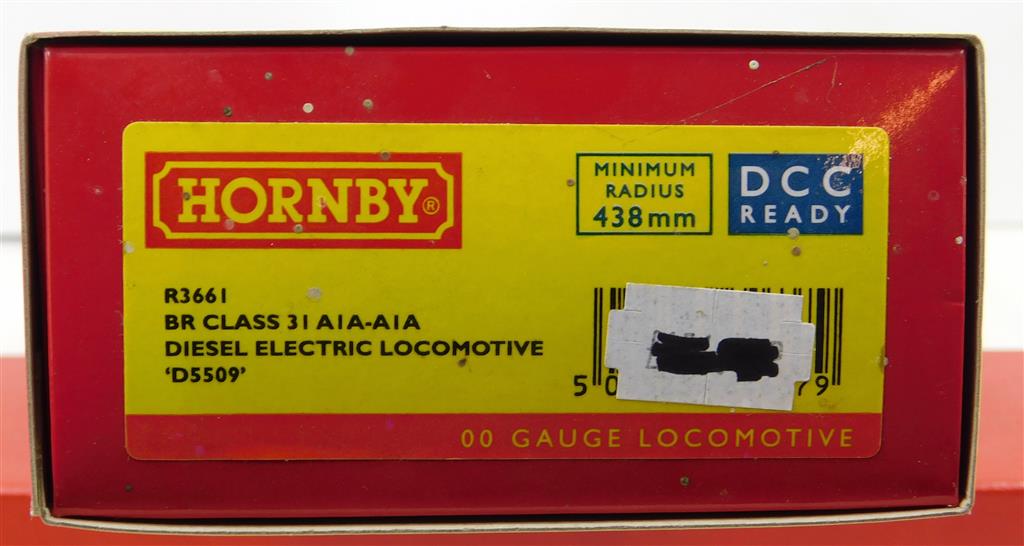 HORNBY®
MINIMUM
RADIUS
438mm
DCC
READY
R3661
BR CLASS 31 A1A-A1A
DIESEL ELECTRIC LOCOMOTIVE
'D5509'
00 GAUGE LOCOMOTIVE